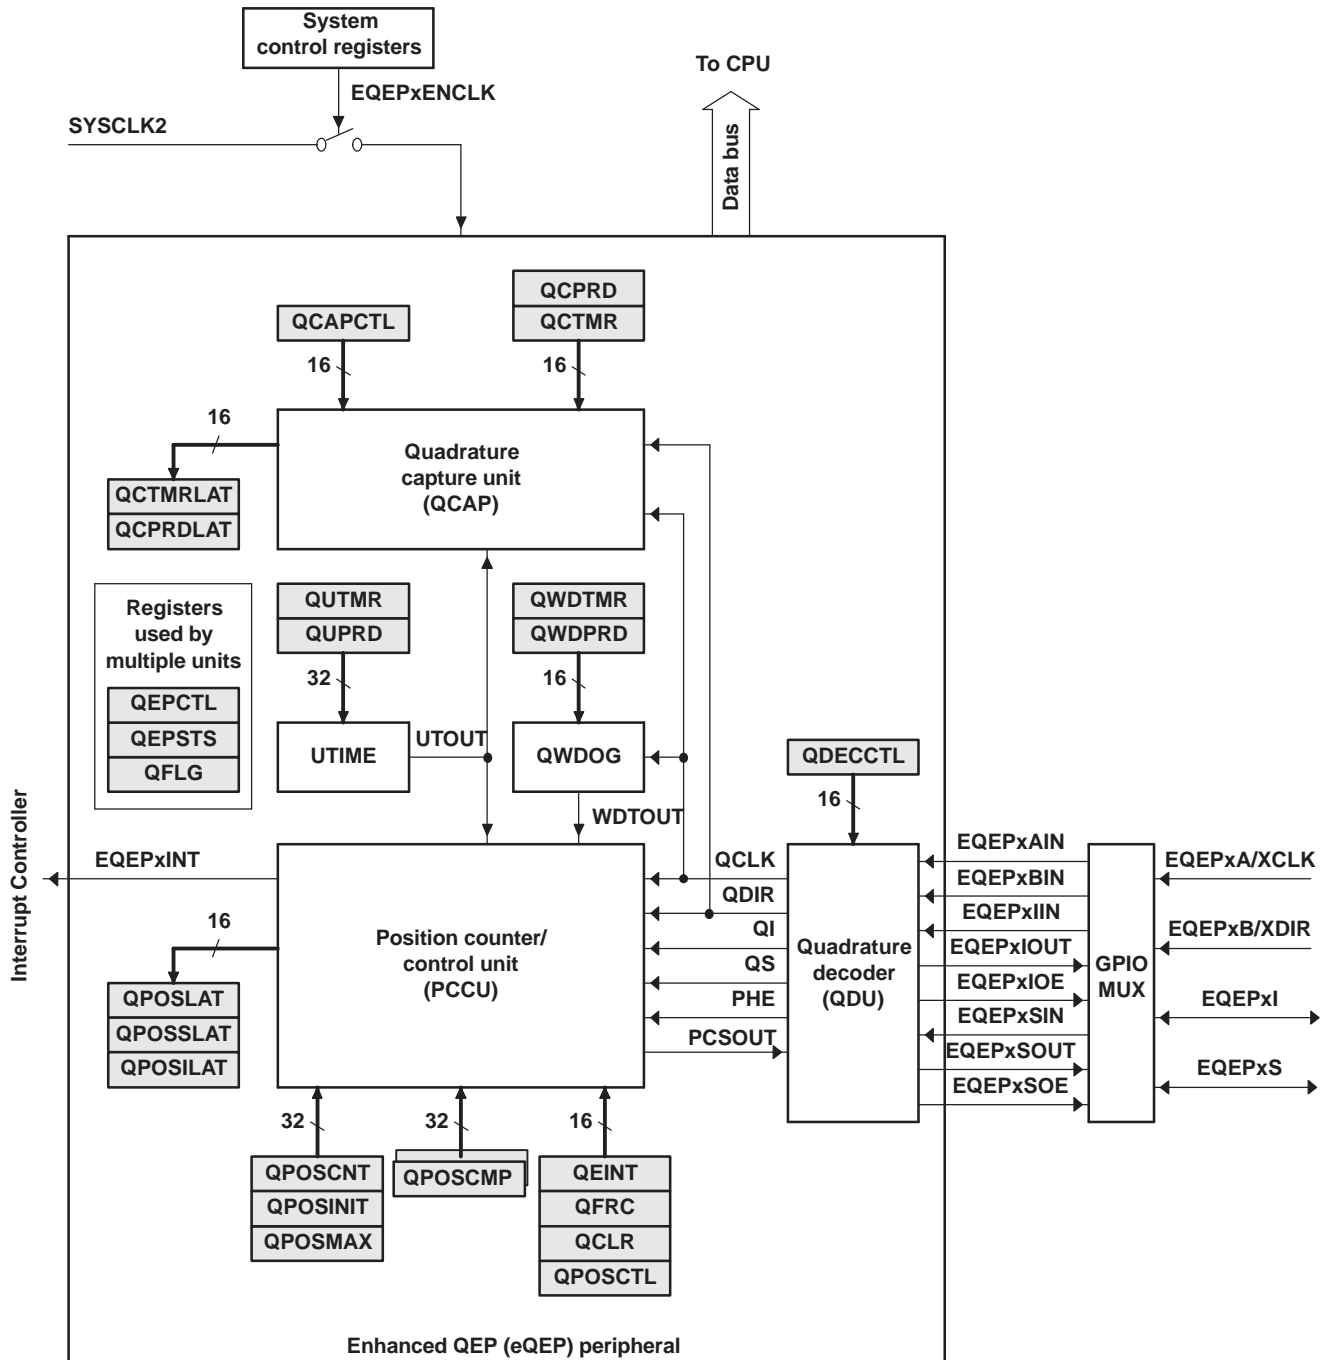 System
control registers
To CPU
EQEPxENCLK
SYSCLK2
Data bus
QCPRD
QCAPCTL
QCTMR
16
16
16
Quadrature
capture unit
(QCAP)
QCTMRLAT
QCPRDLAT
Registers
used by
multiple units
QEPCTL
QEPSTS
QFLG
QUTMR
QUPRD
32
UTIME
UTOUT
QWDTMR
QWDPRD
16
QWDOG
WDTOUT
QDECCTL
16
Interrupt Controller
EQEPxINT
16
QPOSLAT
QPOSSLAT
QPOSILAT
Position counter/
control unit
(PCCU)
QCLK
QDIR
QI
QS
PHE
PCSOUT
Quadrature
decoder
(QDU)
EQEPxAIN
EQEPxBIN
EQEPxIIN
EQEPxIOUT
EQEPxIOE
EQEPxSIN
EQEPxSOUT
EQEPxSOE
GPIO
MUX
EQEPxA/XCLK
EQEPxB/XDIR
EQEPxI
EQEPxS
32
32
16
QPOSCNT
QPOSINIT
QPOSMAX
QPOSCMP
QEINT
QFRC
QCLR
QPOSCTL
Enhanced QEP (eQEP) peripheral